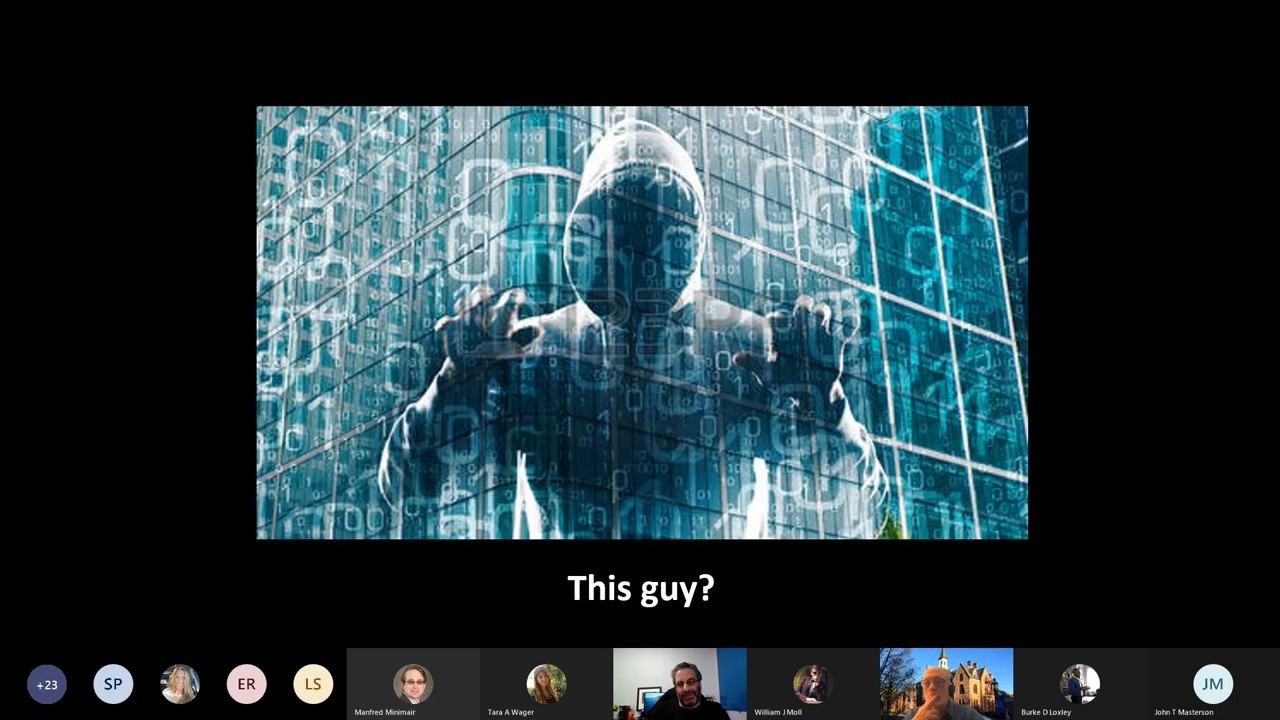 This guy?
+23
SP
ER
LS
Manfred Minimair
Tara A Wager
William J Moll
Burke D Loxley
JM
John T Masterson